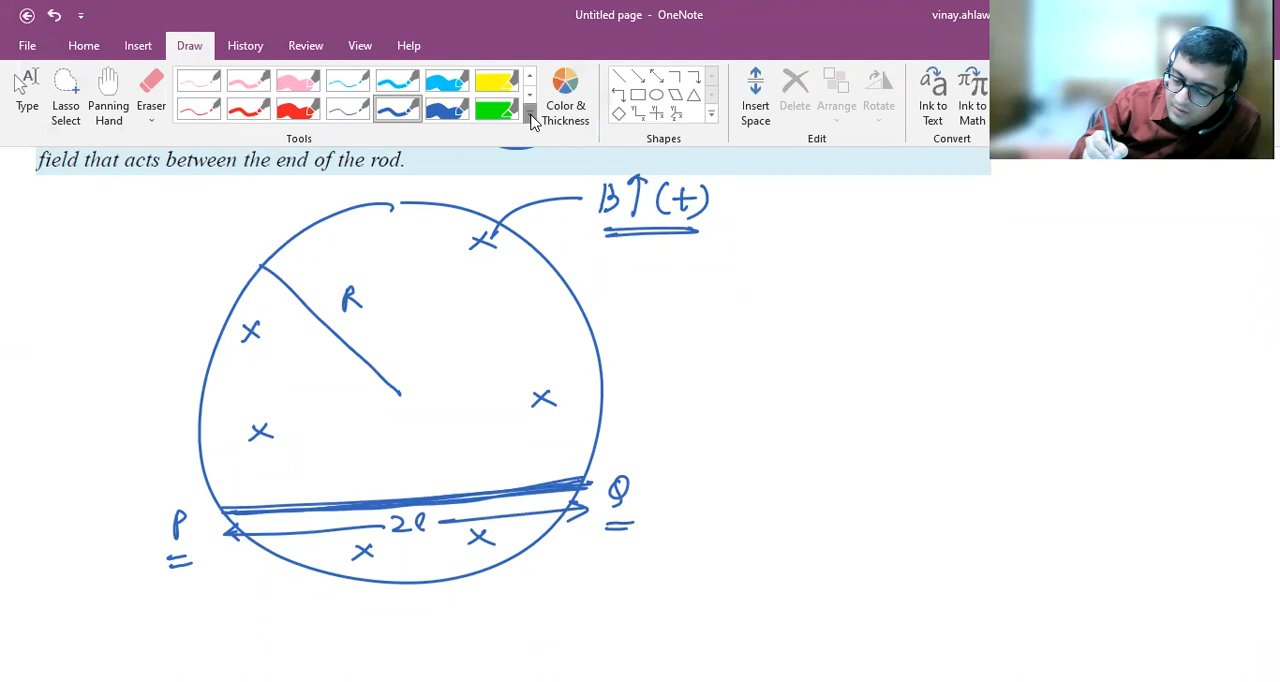 Untitled page - OneNote
vinay.ahlaw
File Home Insert Draw History Review View Help
Type
Lasso Select
Panning Hand
Eraser
Color & Thickness
Insert Space
Delete
Arrange
Rotate
Ink to Text
Ink to Math
Tools
Shapes
Edit
Convert
field that acts between the end of the rod.
B↑(t)
x
R
x
x
x
P
2l
Q
x
x